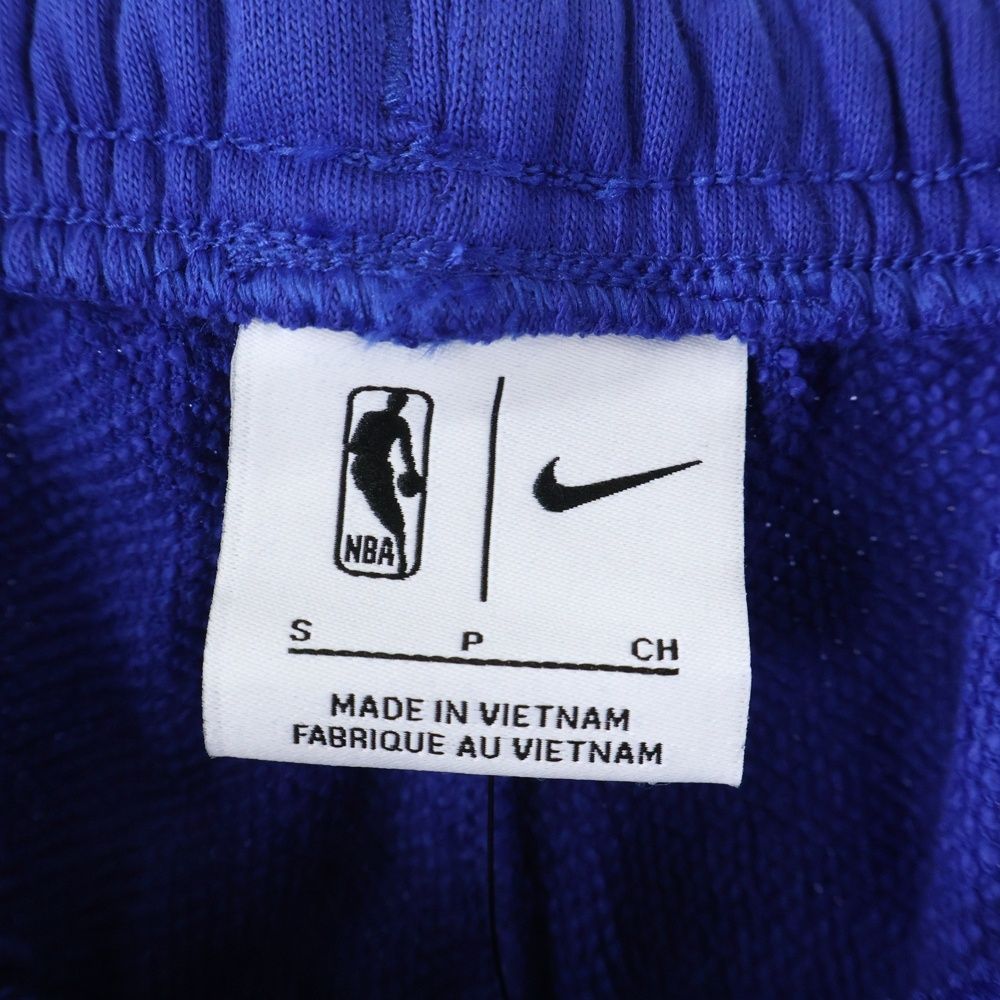 NBA
S P CH
MADE IN VIETNAM
FABRIQUE AU VIETNAM